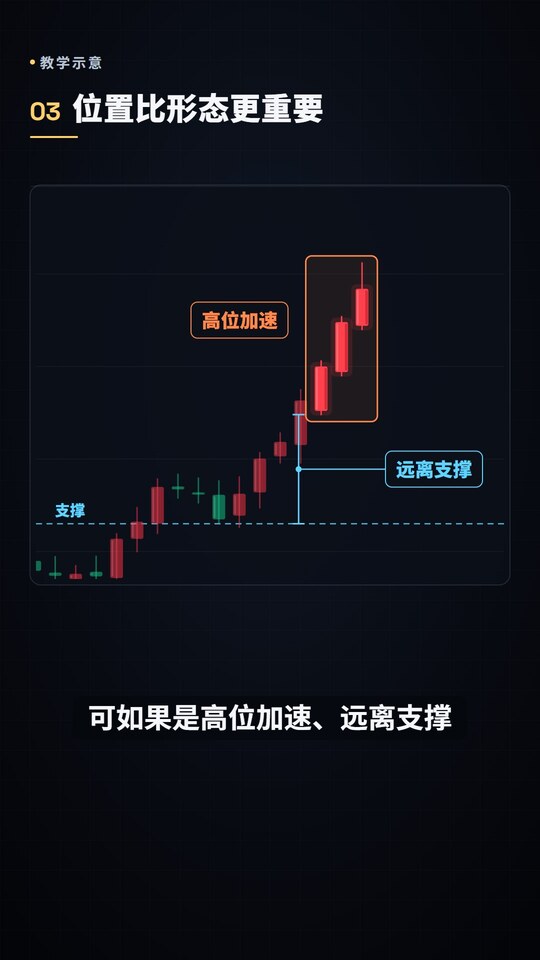 教学示意
03 位置比形态更重要
高位加速
远离支撑
支撑
可如果是高位加速、远离支撑